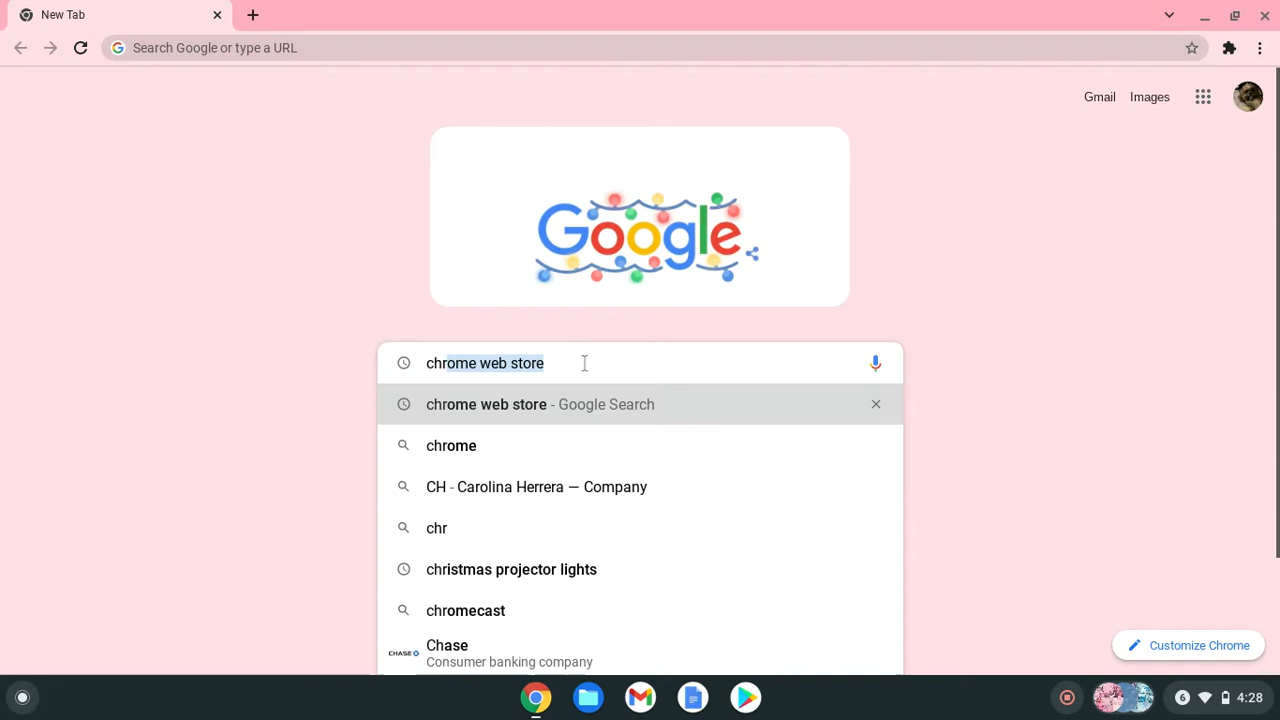 New Tab
Search Google or type a URL
Gmail Images
Google
chrome web store
chrome web store - Google Search
chrome
CH - Carolina Herrera — Company
chr
christmas projector lights
chromecast
CHASE
Chase
Consumer banking company
Customize Chrome
6 4:28